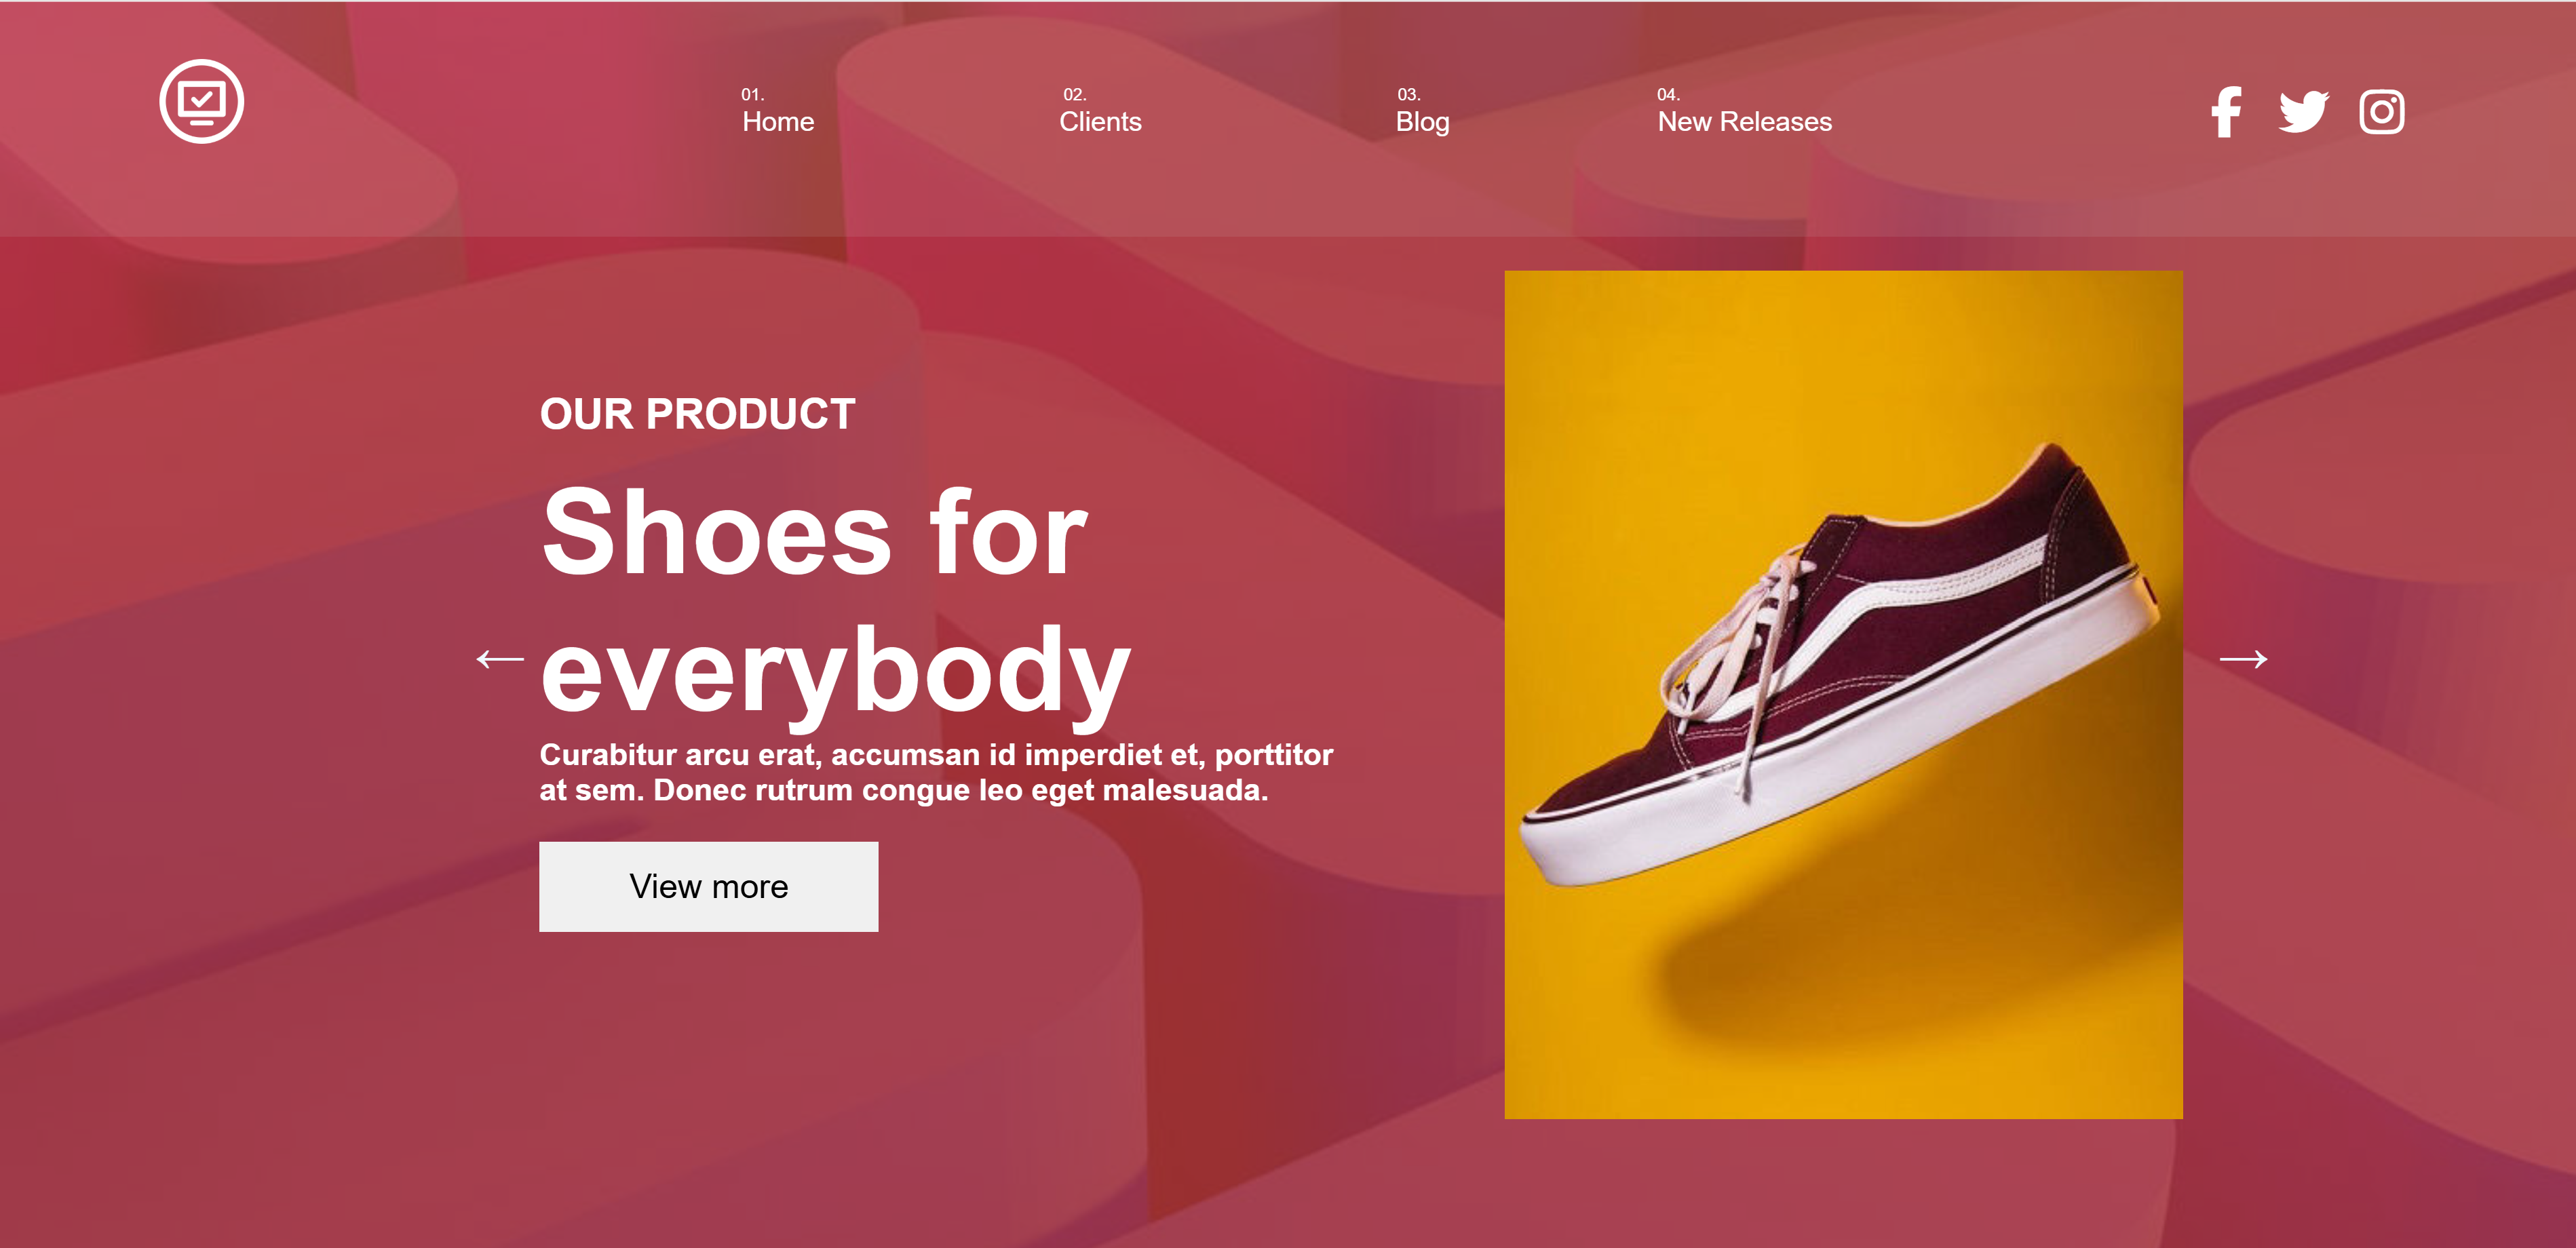 01.
Home
02.
Clients
03.
Blog
04.
New Releases
OUR PRODUCT
Shoes for
everybody
Curabitur arcu erat, accumsan id imperdiet et, porttitor
at sem. Donec rutrum congue leo eget malesuada.
View more